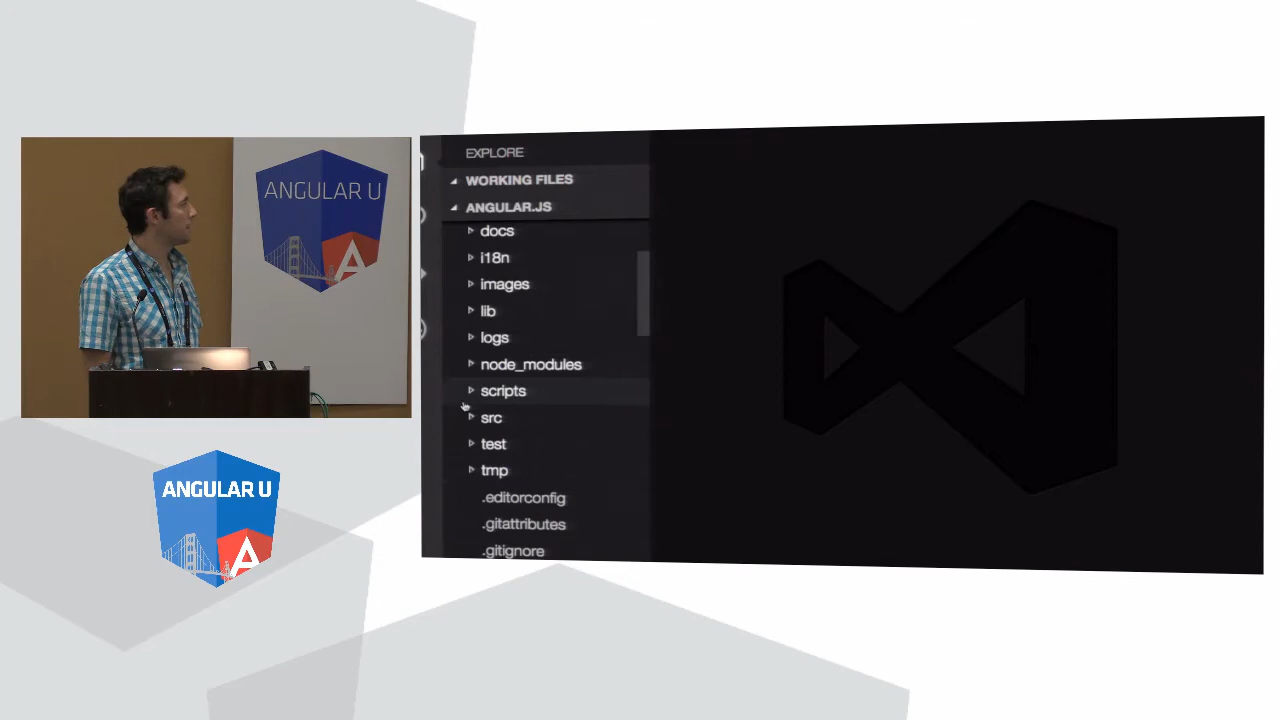 ANGULAR U
A
ANGULAR U
A
EXPLORE
WORKING FILES
ANGULAR.JS
docs
i18n
images
lib
logs
node_modules
scripts
src
test
tmp
.editorconfig
.gitattributes
.gitignore